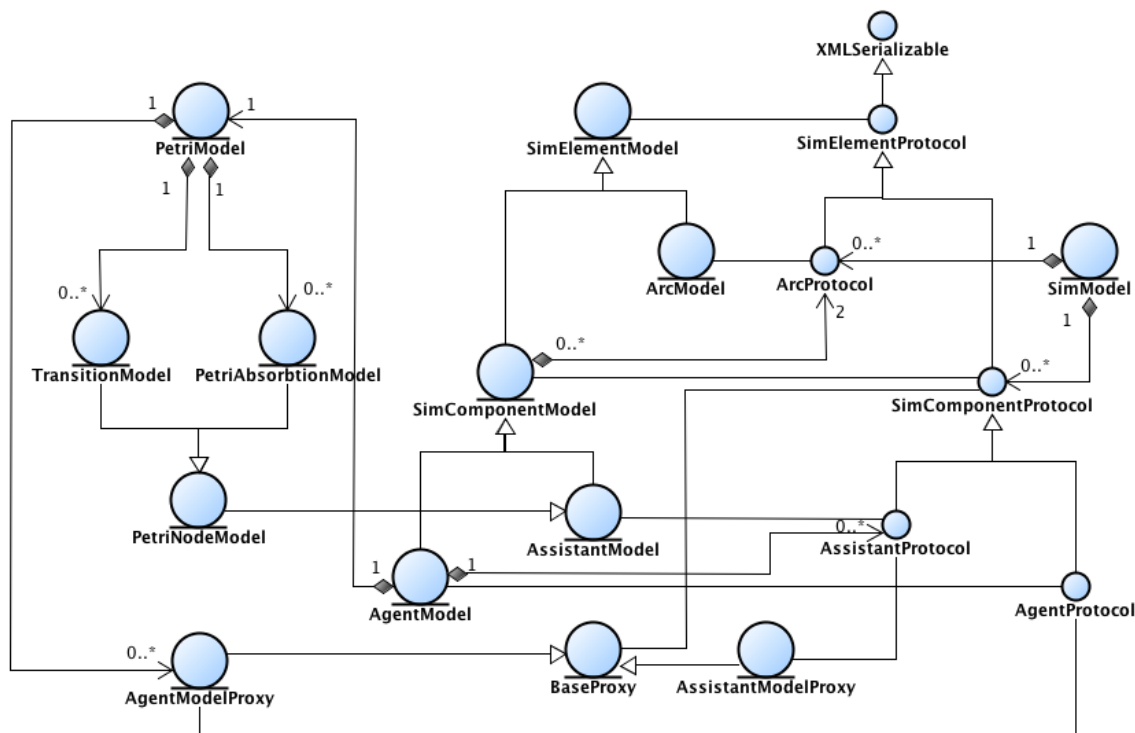 XMLSerializable
1
1
PetriModel
SimElementModel
SimElementProtocol
1
1
0..*
1
ArcModel
ArcProtocol
SimModel
0..*
0..*
2
1
0..*
0..*
TransitionModel
PetriAbsorbtionModel
SimComponentModel
SimComponentProtocol
0..*
PetriNodeModel
AssistantModel
AssistantProtocol
1
1
AgentModel
AgentProtocol
0..*
AgentModelProxy
BaseProxy
AssistantModelProxy